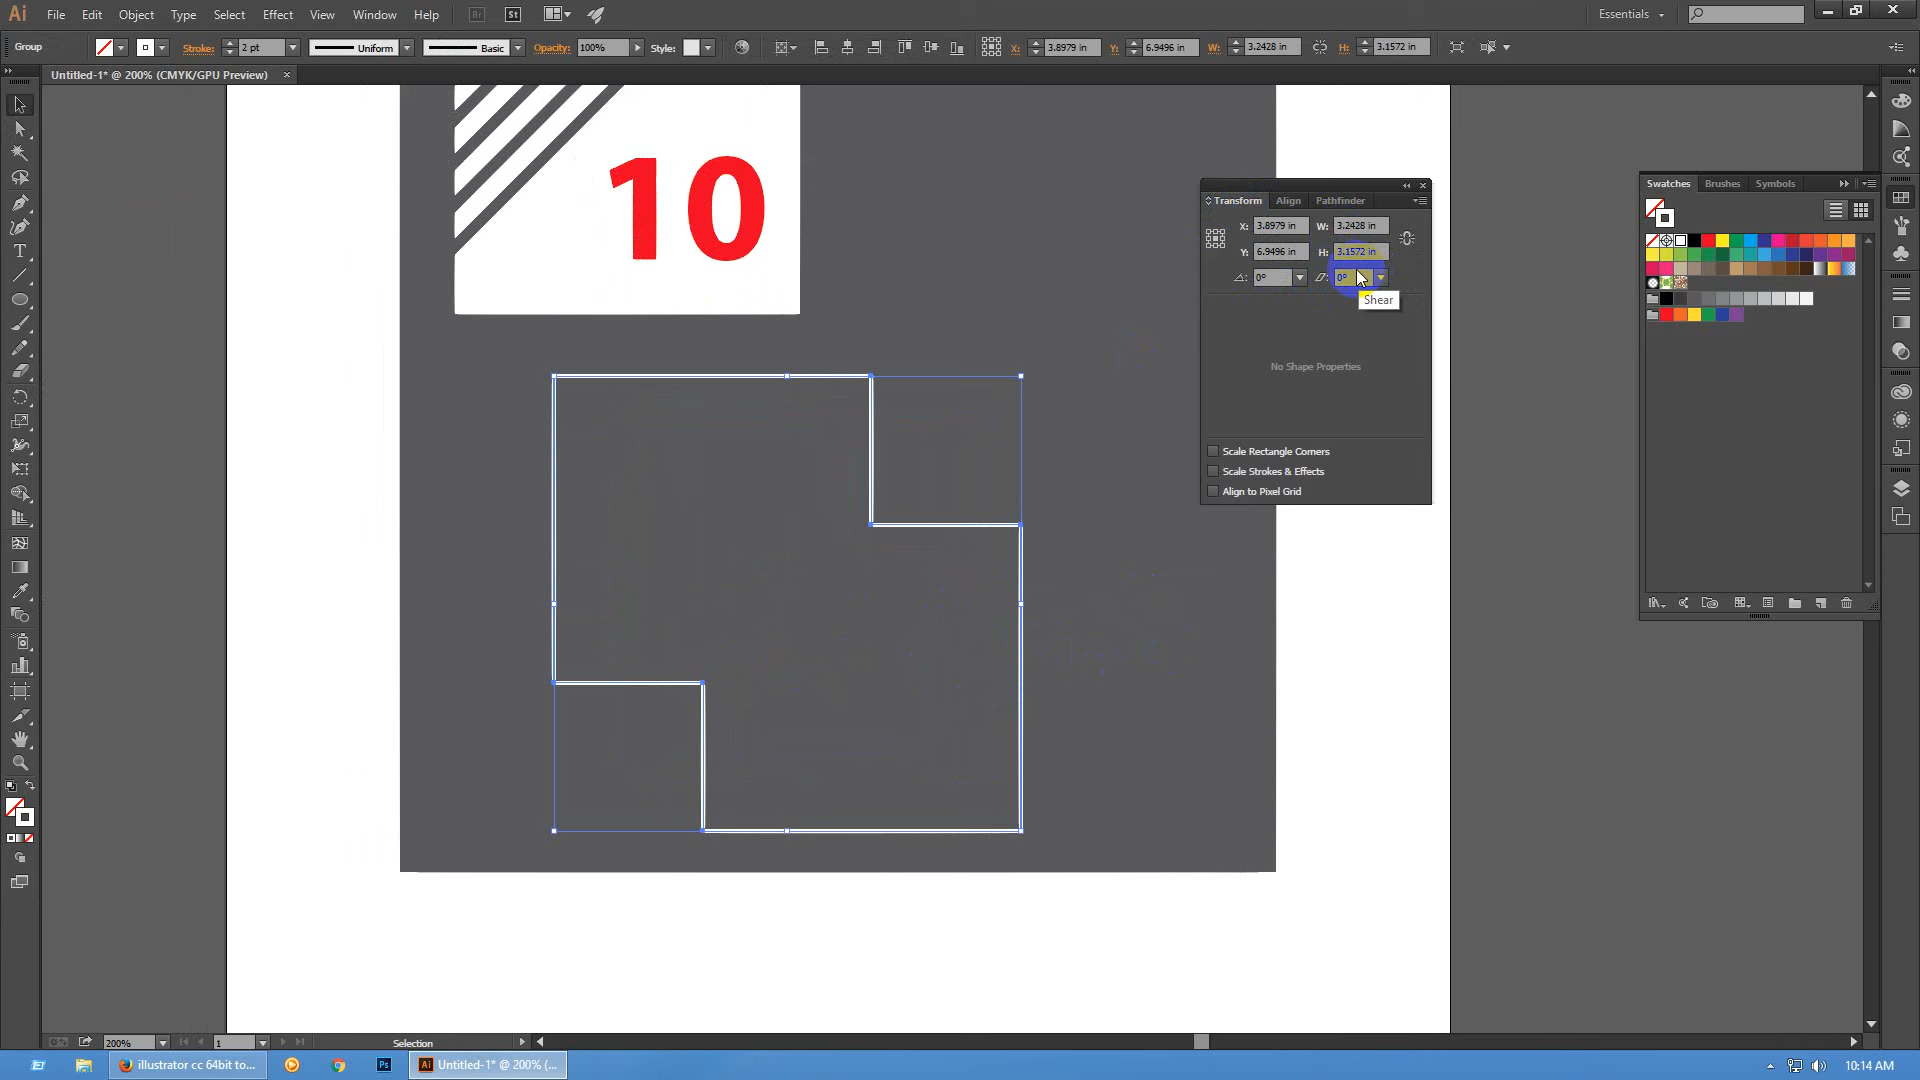 Ai File Edit Object Type Select Effect View Window Help Br St Essentials
Group Stroke: 2 pt Uniform Basic Opacity: 100% Style: X: 3.8979 in Y: 6.9496 in W: 3.2428 in H: 3.1572 in
Untitled-1* @ 200% (CMYK/GPU Preview)
10
Transform Align Pathfinder
X: 3.8979 in W: 3.2428 in
Y: 6.9496 in H: 3.1572 in
0° 0°
Shear
No Shape Properties
Scale Rectangle Corners
Scale Strokes & Effects
Align to Pixel Grid
Swatches Brushes Symbols
200% 1 Selection
illustrator cc 64bit to... Ps Ai Untitled-1* @ 200% (... 10:14 AM